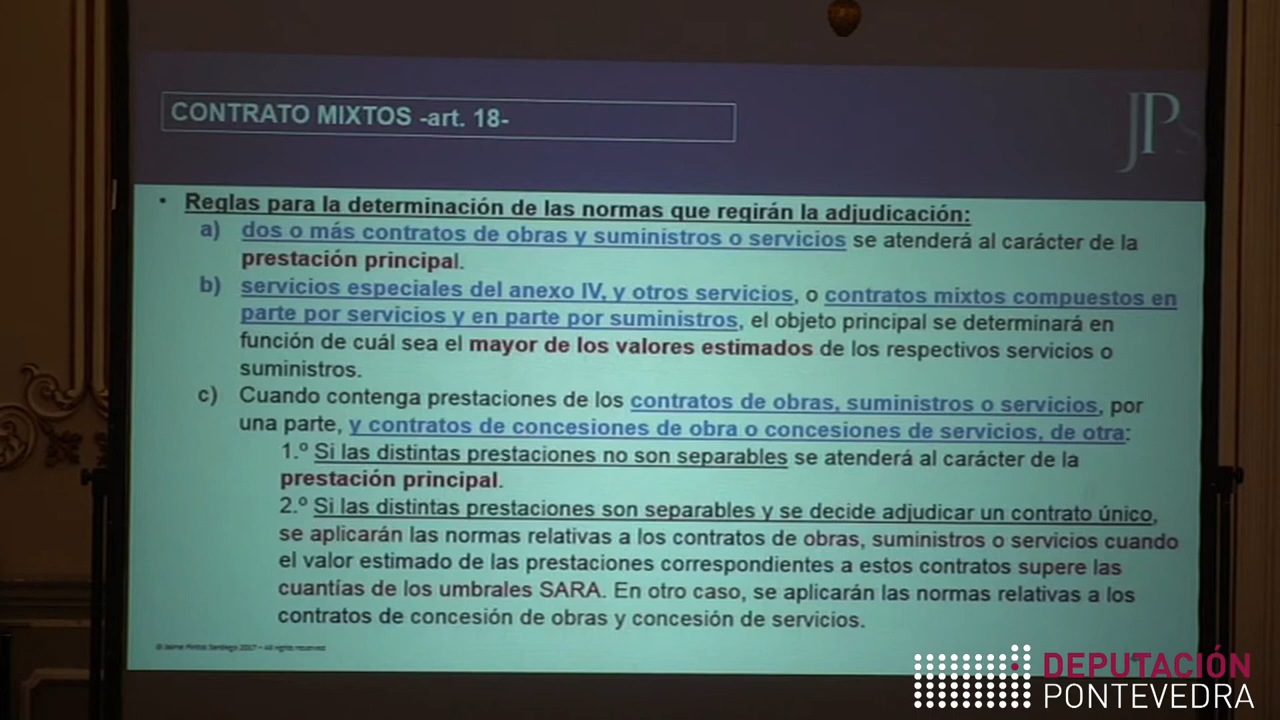 CONTRATO MIXTOS -art. 18-
JPS
• Reglas para la determinación de las normas que regirán la adjudicación:
a) dos o más contratos de obras y suministros o servicios se atenderá al carácter de la
prestación principal.
b) servicios especiales del anexo IV, y otros servicios, o contratos mixtos compuestos en
parte por servicios y en parte por suministros, el objeto principal se determinará en
función de cuál sea el mayor de los valores estimados de los respectivos servicios o
suministros.
c) Cuando contenga prestaciones de los contratos de obras, suministros o servicios, por
una parte, y contratos de concesiones de obra o concesiones de servicios, de otra:
1.º Si las distintas prestaciones no son separables se atenderá al carácter de la
prestación principal.
2.º Si las distintas prestaciones son separables y se decide adjudicar un contrato único,
se aplicarán las normas relativas a los contratos de obras, suministros o servicios cuando
el valor estimado de las prestaciones correspondientes a estos contratos supere las
cuantías de los umbrales SARA. En otro caso, se aplicarán las normas relativas a los
contratos de concesión de obras y concesión de servicios.
© Jaime Pintos Santiago 2017 – All rights reserved
DEPUTACIÓN
PONTEVEDRA